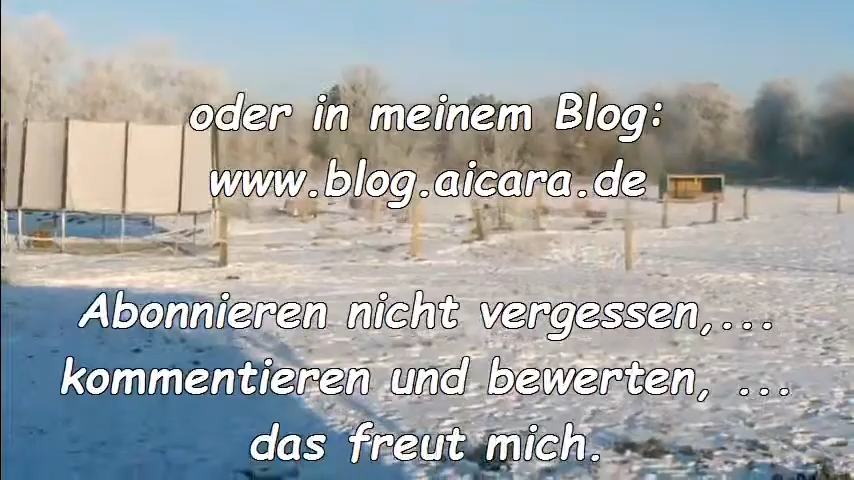 oder in meinem Blog:
www.blog.aicara.de
Abonnieren nicht vergessen,...
kommentieren und bewerten, ...
das freut mich.